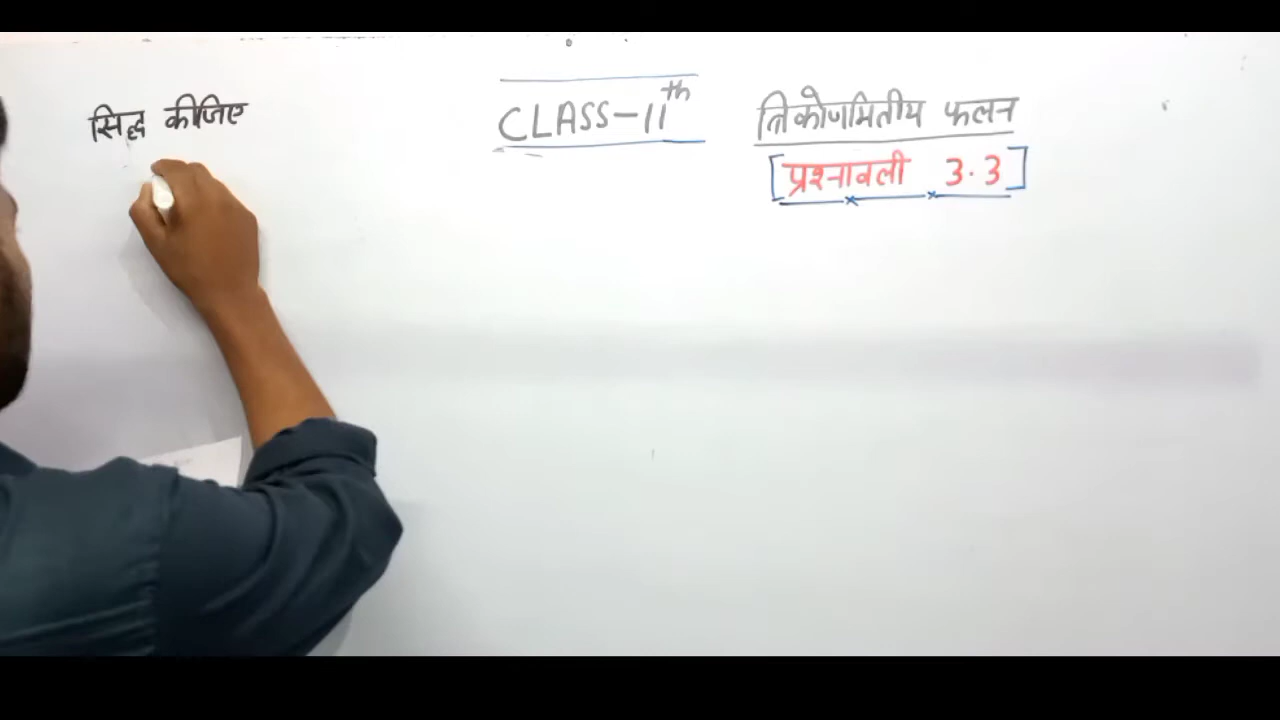 सिद्ध कीजिए
CLASS-11th
त्रिकोणमितीय फलन
[प्रश्नावली 3.3]